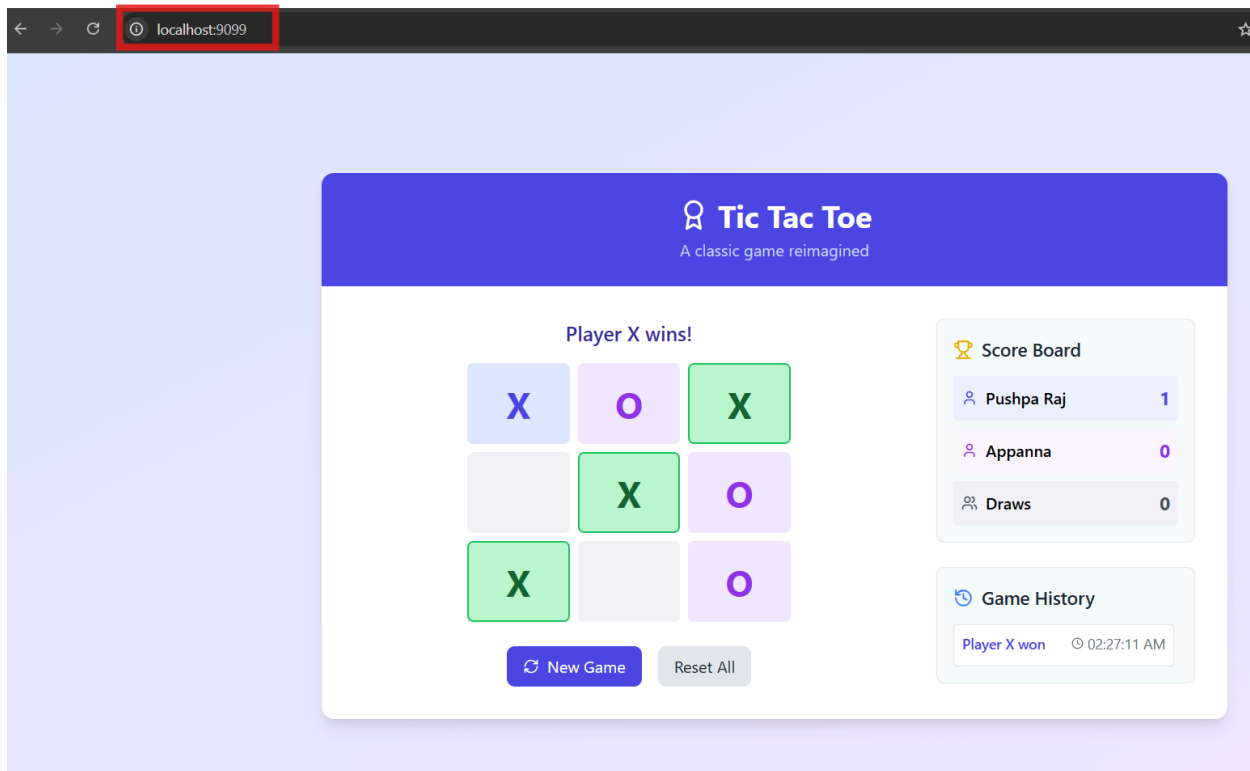 localhost:9099
Tic Tac Toe
A classic game reimagined
Player X wins!
X O X
X O
X O
New Game Reset All
Score Board
Pushpa Raj 1
Appanna 0
Draws 0
Game History
Player X won 02:27:11 AM